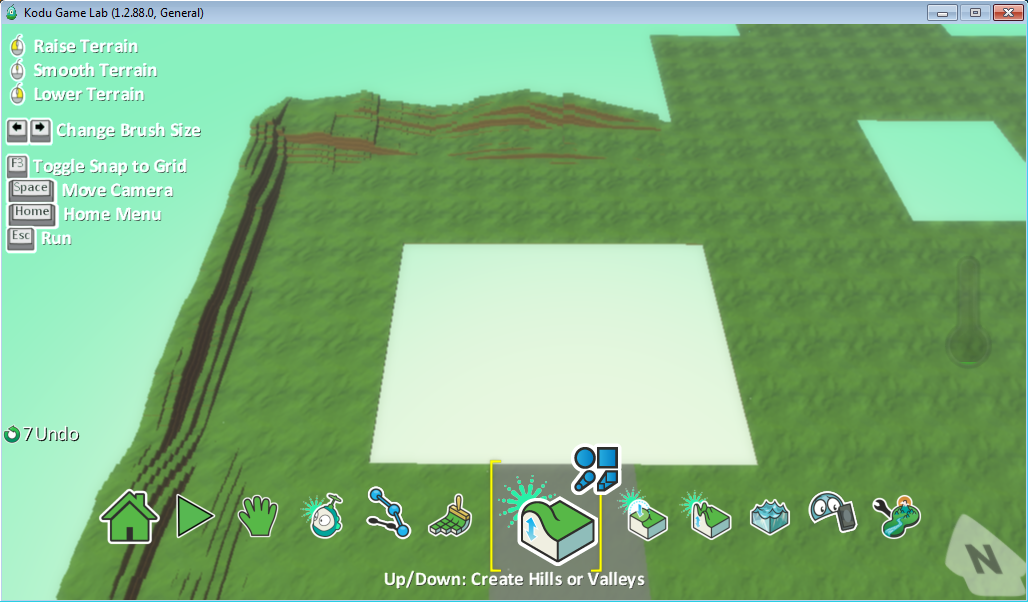 Kodu Game Lab (1.2.88.0, General)
Raise Terrain
Smooth Terrain
Lower Terrain
Change Brush Size
F3 Toggle Snap to Grid
Space Move Camera
Home Home Menu
Esc Run
7 Undo
Up/Down: Create Hills or Valleys
N